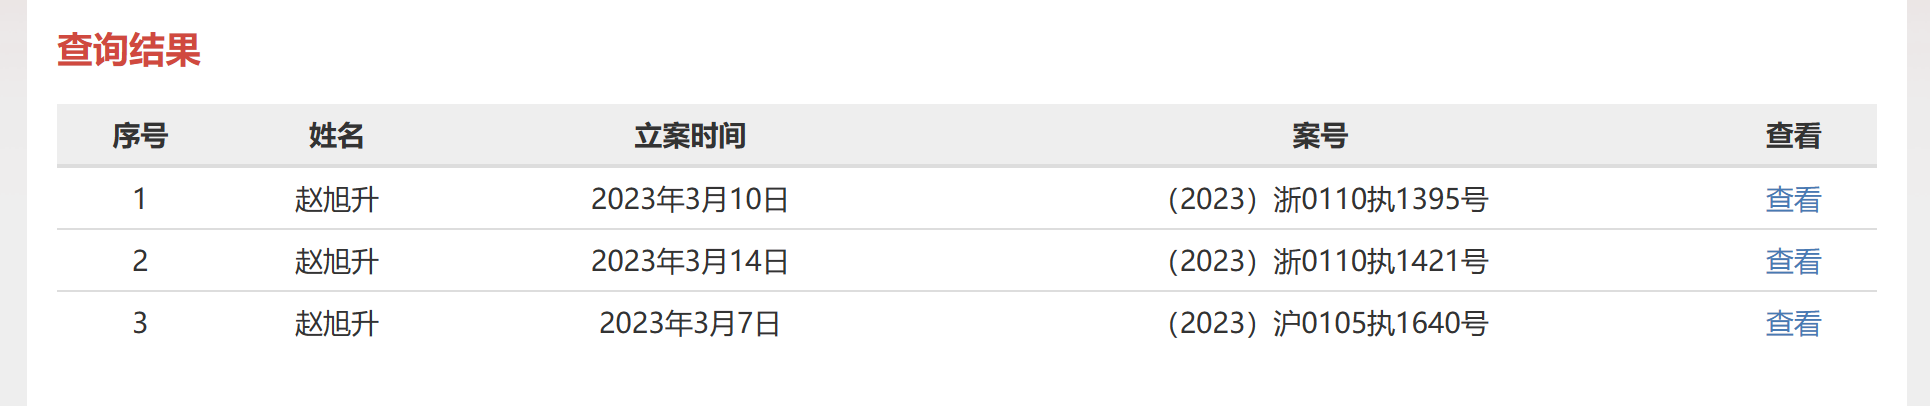 查询结果
序号 姓名 立案时间 案号 查看
1 赵旭升 2023年3月10日 （2023）浙0110执1395号 查看
2 赵旭升 2023年3月14日 （2023）浙0110执1421号 查看
3 赵旭升 2023年3月7日 （2023）沪0105执1640号 查看